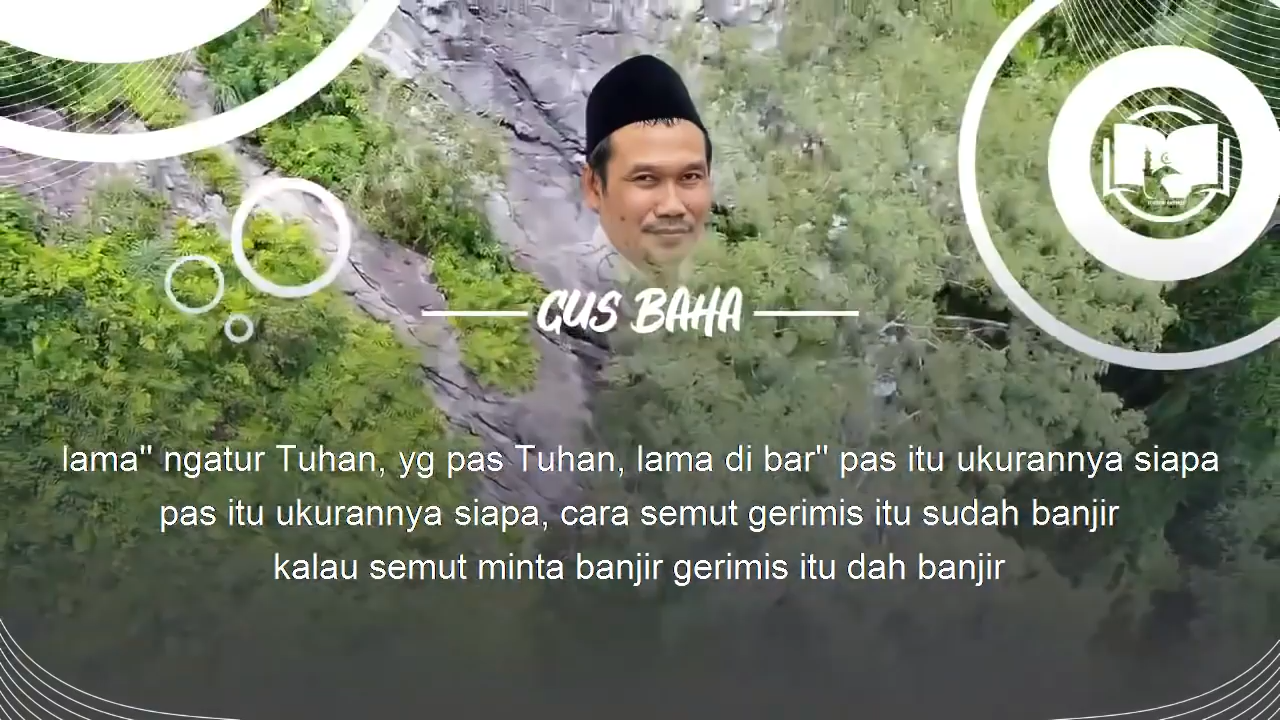 GUS BAHA
lama" ngatur Tuhan, yg pas Tuhan, lama di bar" pas itu ukurannya siapa
pas itu ukurannya siapa, cara semut gerimis itu sudah banjir
kalau semut minta banjir gerimis itu dah banjir